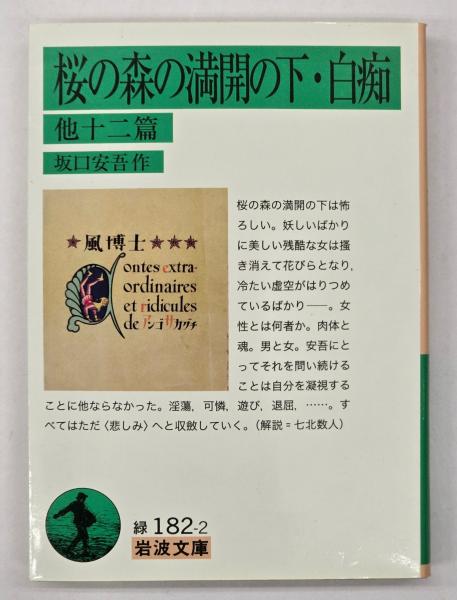 桜の森の満開の下・白痴
他十二篇
坂口安吾作
桜の森の満開の下は怖
ろしい。妖しいばかり
に美しい残酷な女は掻
き消えて花びらとなり，
冷たい虚空がはりつめ
ているばかり――。女
性とは何者か。肉体と
魂。男と女。安吾にと
ってそれを問い続ける
ことは自分を凝視する
ことに他ならなかった。淫蕩，可憐，遊び，退屈，……。す
べてはただ〈悲しみ〉へと収斂していく。（解説＝七北数人）
★風博士★★★
Contes extra-
ordinaires
et ridicules
de アンゴ サカグチ
緑 182-2
岩波文庫